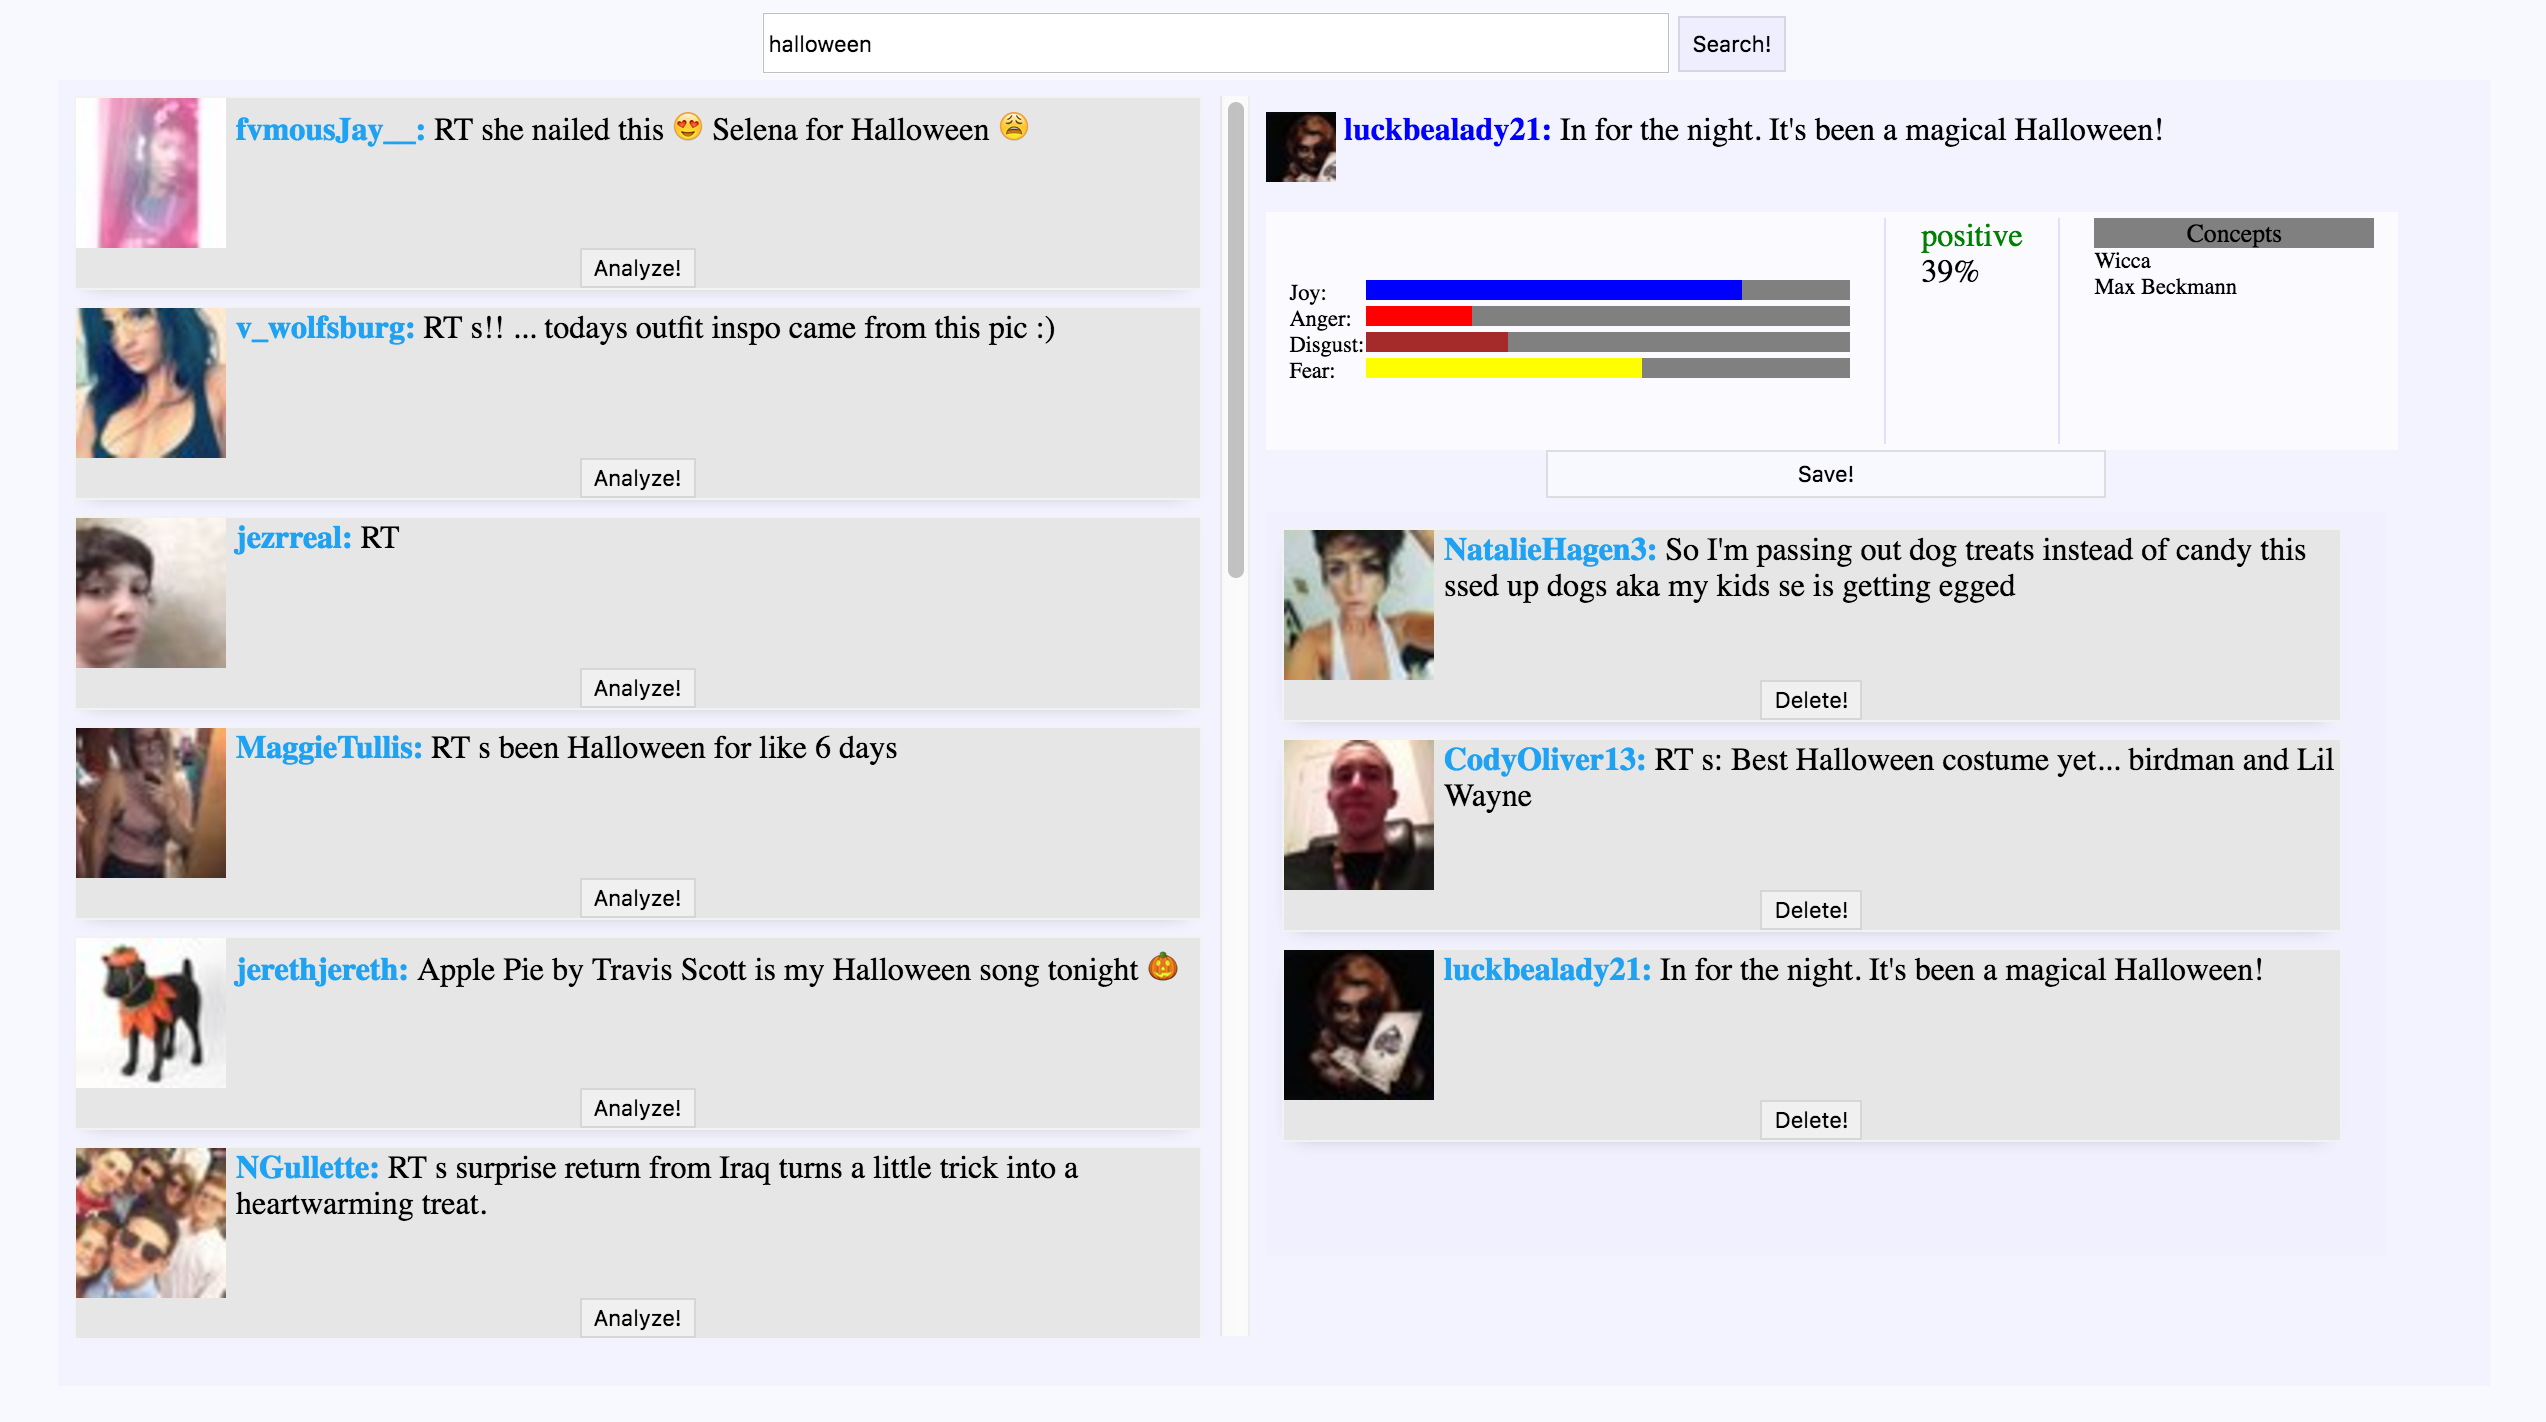 halloween
Search!
fvmousJay__: RT she nailed this 😍 Selena for Halloween 😩
Analyze!
v_wolfsburg: RT s!! ... todays outfit inspo came from this pic :)
Analyze!
jezrreal: RT
Analyze!
MaggieTullis: RT s been Halloween for like 6 days
Analyze!
jerethjereth: Apple Pie by Travis Scott is my Halloween song tonight 🎃
Analyze!
NGullette: RT s surprise return from Iraq turns a little trick into a
heartwarming treat.
Analyze!
luckbealady21: In for the night. It's been a magical Halloween!
Joy:
Anger:
Disgust:
Fear:
positive
39%
Concepts
Wicca
Max Beckmann
Save!
NatalieHagen3: So I'm passing out dog treats instead of candy this
ssed up dogs aka my kids se is getting egged
Delete!
CodyOliver13: RT s: Best Halloween costume yet... birdman and Lil
Wayne
Delete!
luckbealady21: In for the night. It's been a magical Halloween!
Delete!